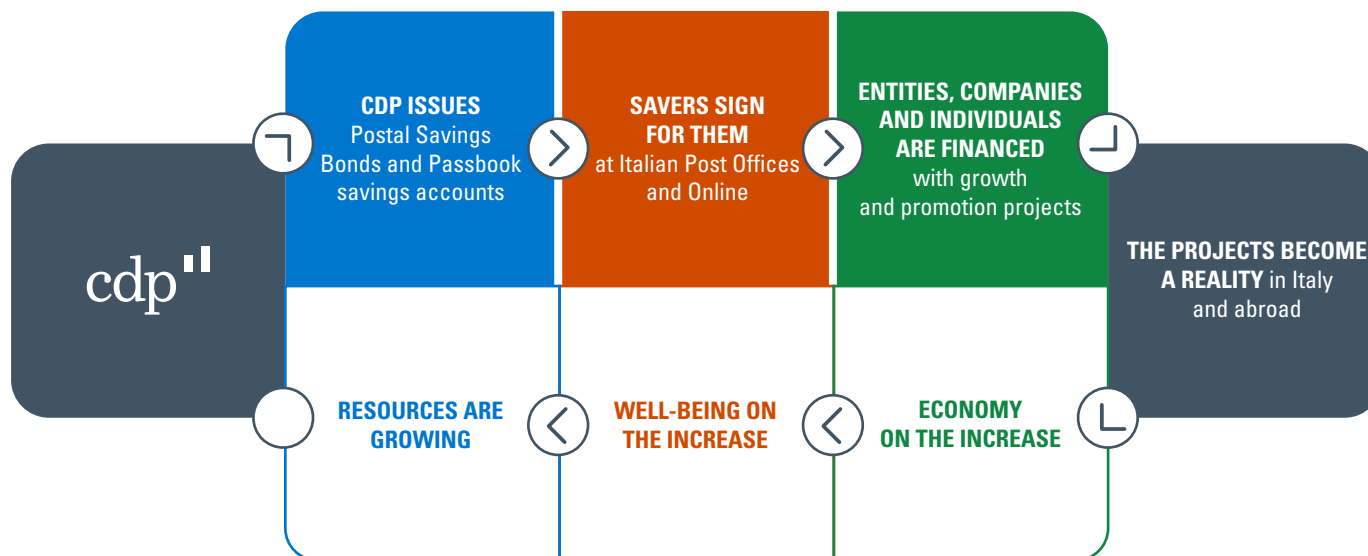 cdp
CDP ISSUES
Postal Savings
Bonds and Passbook
savings accounts
SAVERS SIGN
FOR THEM
at Italian Post Offices
and Online
ENTITIES, COMPANIES
AND INDIVIDUALS
ARE FINANCED
with growth
and promotion projects
THE PROJECTS BECOME
A REALITY in Italy
and abroad
ECONOMY
ON THE INCREASE
WELL-BEING ON
THE INCREASE
RESOURCES ARE
GROWING